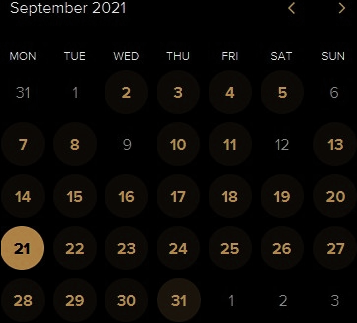 September 2021
MON TUE WED THU FRI SAT SUN
31 1 2 3 4 5 6
7 8 9 10 11 12 13
14 15 16 17 18 19 20
21 22 23 24 25 26 27
28 29 30 31 1 2 3